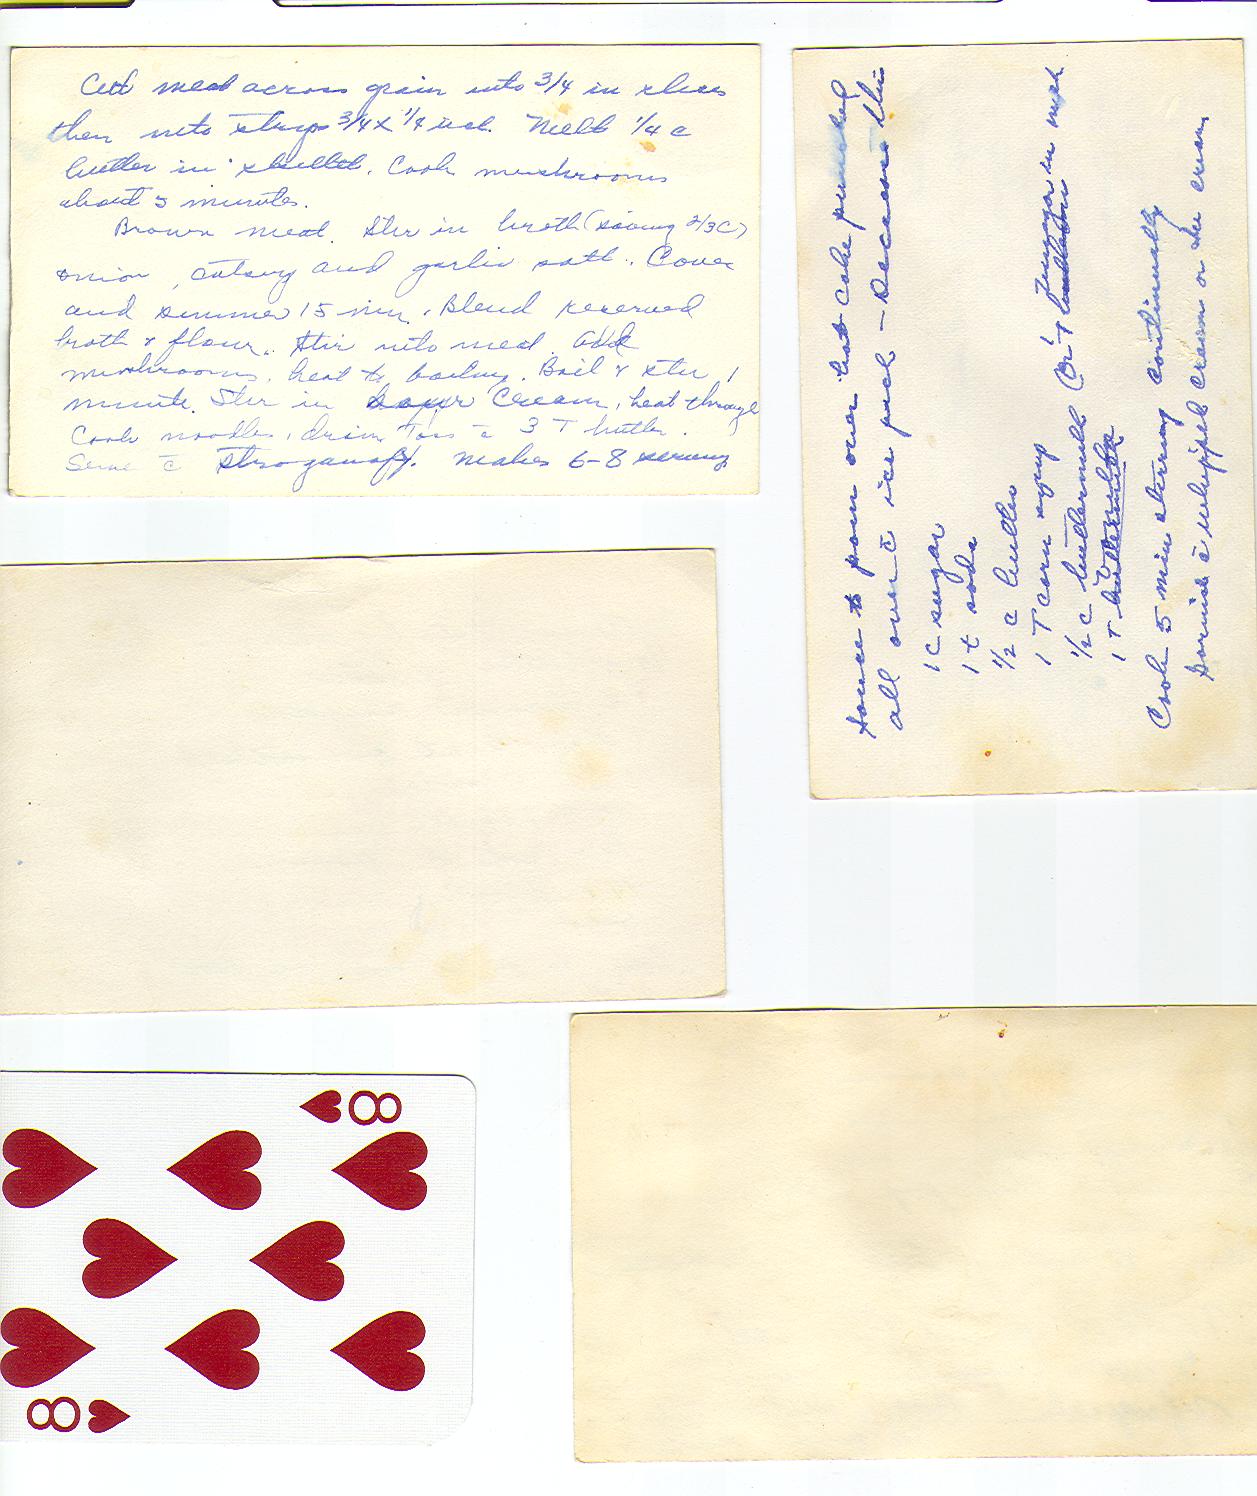 Cut meat across grain into 3/4 in slices
then into strips 3/4 x 1/4 inch. Melt 1/4 c
butter in skillet. Cook mushrooms
about 5 minutes.
Brown meat. Stir in broth (saving 2/3 C)
onion, catsup and garlic salt. Cover
and simmer 15 min. Blend reserved
broth & flour. Stir into meat. Add
mushrooms, heat to boiling. Boil & stir 1
minute. Stir in sour Cream, heat through
Cook noodles, drain Toss c̄ 3 T butter.
Serve c̄ Stroganoff. Makes 6-8
Sauce to pour over hot cake punched
all over c̄ ice pick -
1 C sugar
1 t soda
1/2 c butter
1 T corn syrup
1/2 c buttermilk (or 1 T vinegar in milk
1 T vanilla
Cook 5 min stirring continually
Serve c̄ whipped cream or ice cream
8
8